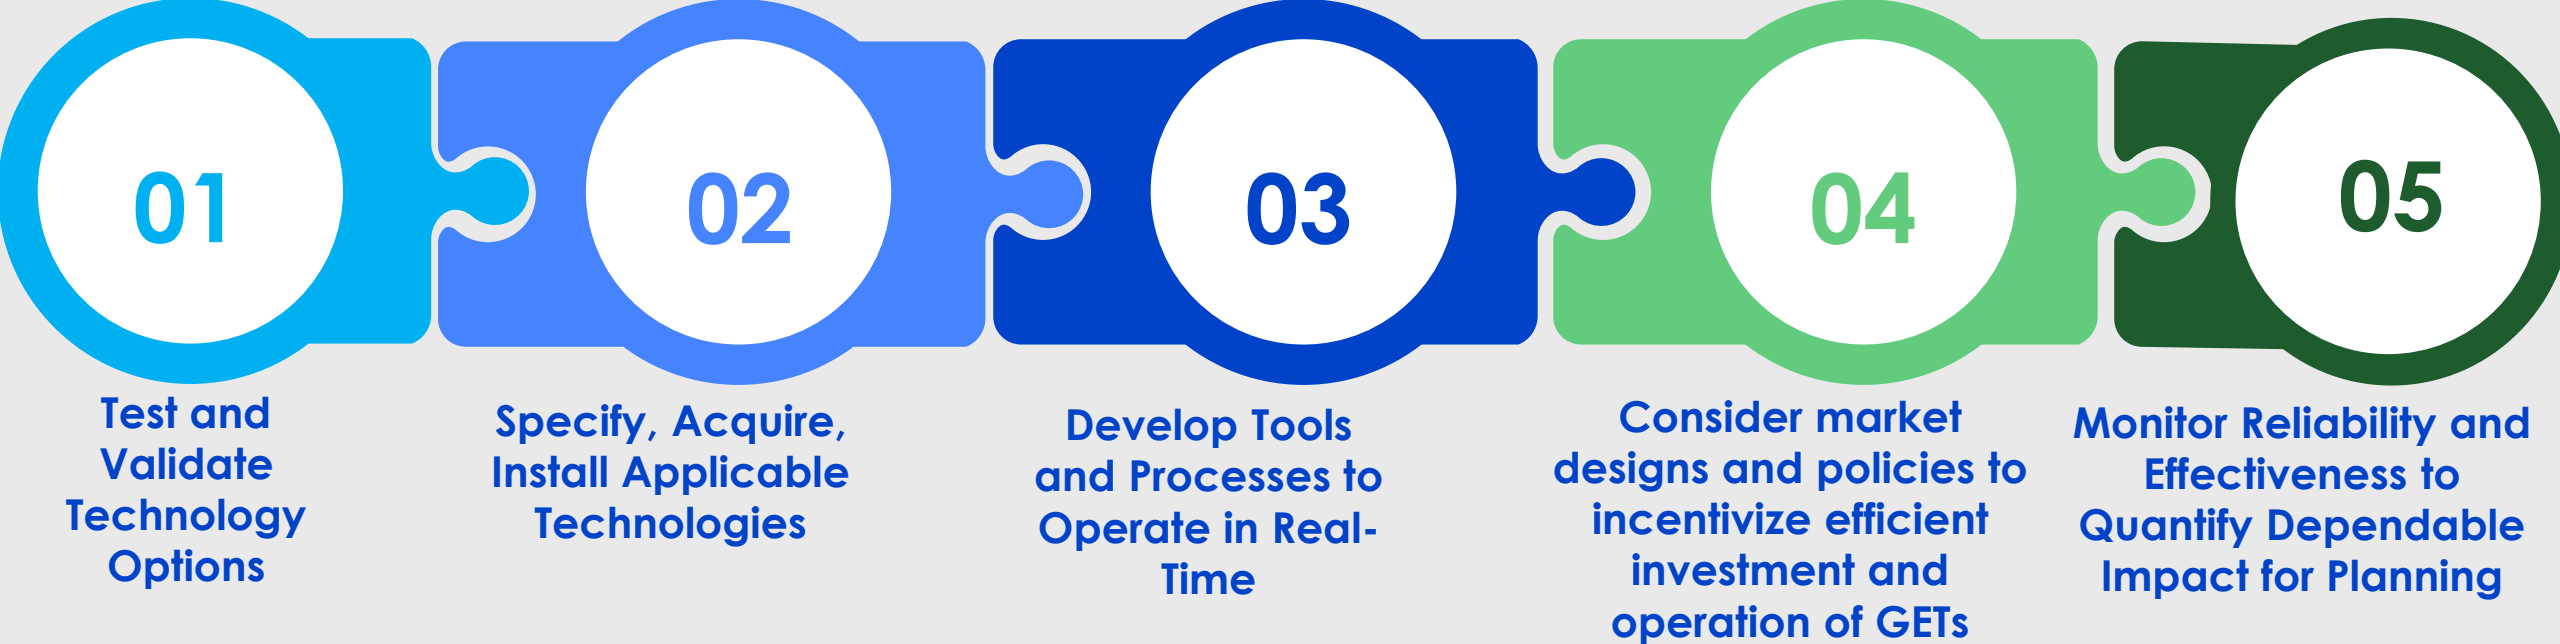 01
Test and
Validate
Technology
Options
02
Specify, Acquire,
Install Applicable
Technologies
03
Develop Tools
and Processes to
Operate in Real-
Time
04
Consider market
designs and policies to
incentivize efficient
investment and
operation of GETs
05
Monitor Reliability and
Effectiveness to
Quantify Dependable
Impact for Planning